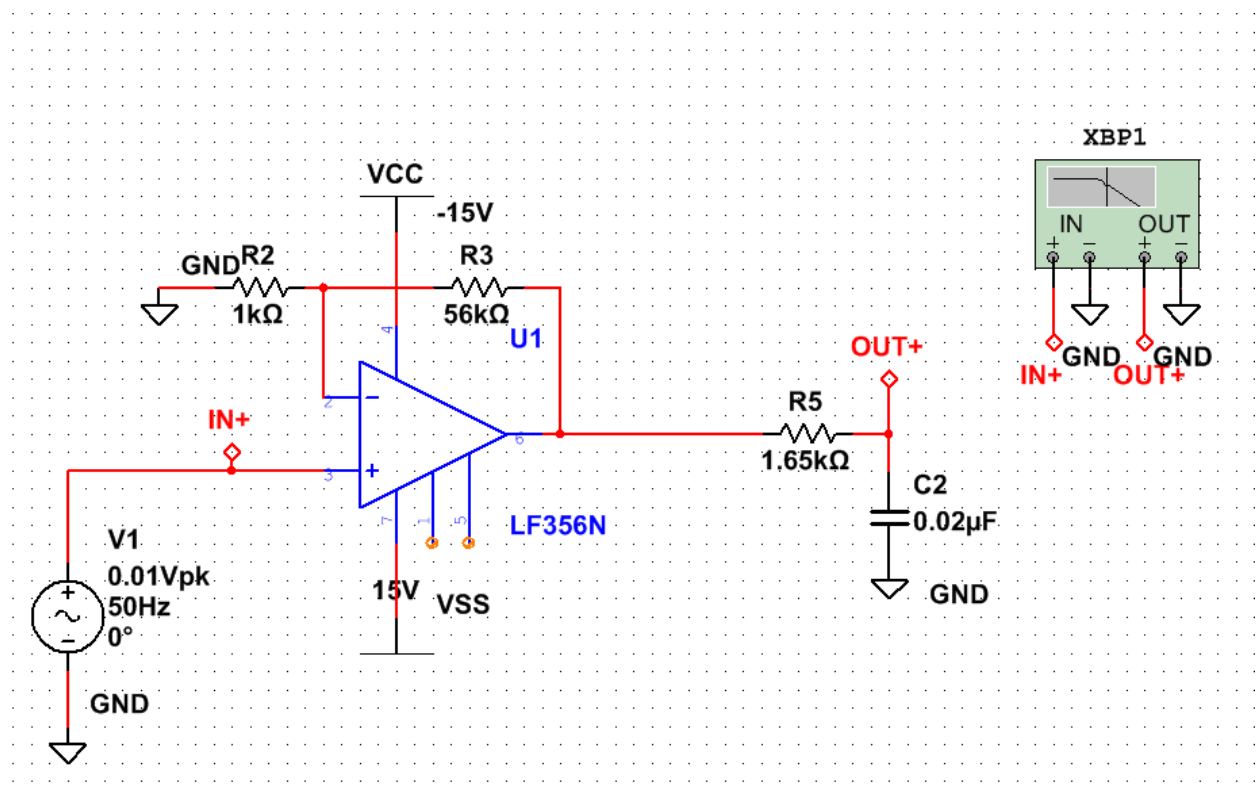 XBP1
IN OUT
+ − + −
VCC
-15V
GND
R2
1kΩ
R3
56kΩ
4
U1
GND
GND
IN+
OUT+
OUT+
2
−
6
R5
1.65kΩ
IN+
3
+
7
1
5
LF356N
C2
0.02µF
GND
V1
0.01Vpk
50Hz
0°
+
−
15V
VSS
GND